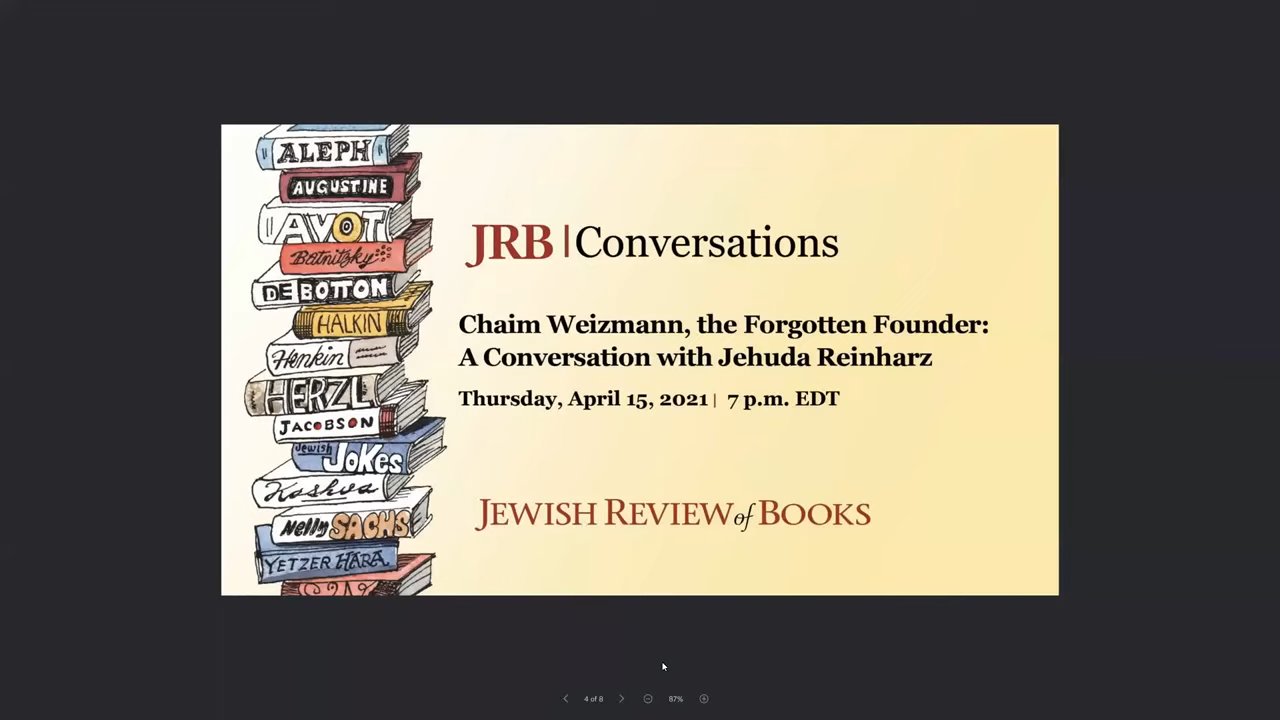 ALEPH
AUGUSTINE
AVOT
Batnitzky
DE BOTTON
HALKIN
Henkin
HERZL
JACOBSON
Jewish
JOKes
Nelly SACHS
YETZER HARA
JRB | Conversations
Chaim Weizmann, the Forgotten Founder:
A Conversation with Jehuda Reinharz
Thursday, April 15, 2021 | 7 p.m. EDT
JEWISH REVIEW of BOOKS
4 of 8
87%